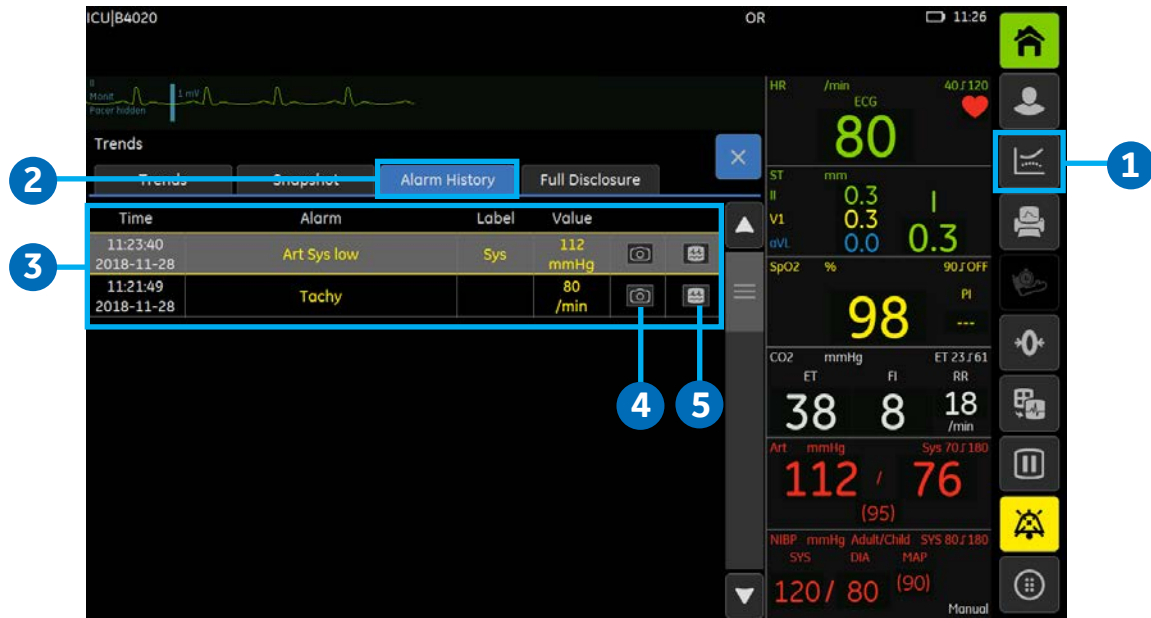 ICU|B4020 OR 11:26
II
Monit 1 mV
Pacer hidden
Trends
Trends Snapshot Alarm History Full Disclosure
Time Alarm Label Value
11:23:40
2018-11-28 Art Sys low Sys 112 mmHg
11:21:49
2018-11-28 Tachy 80 /min
HR /min 40 120
ECG
80
ST mm
II 0.3 I
V1 0.3 0.3
aVL 0.0
SpO2 % 90 OFF
PI
98 ---
CO2 mmHg ET 23 61
ET FI RR
38 8 18
/min
Art mmHg Sys 70 180
112 / 76
(95)
NIBP mmHg Adult/Child SYS 80 180
SYS DIA MAP
120/ 80 (90)
Manual
0
1
2
3
4
5